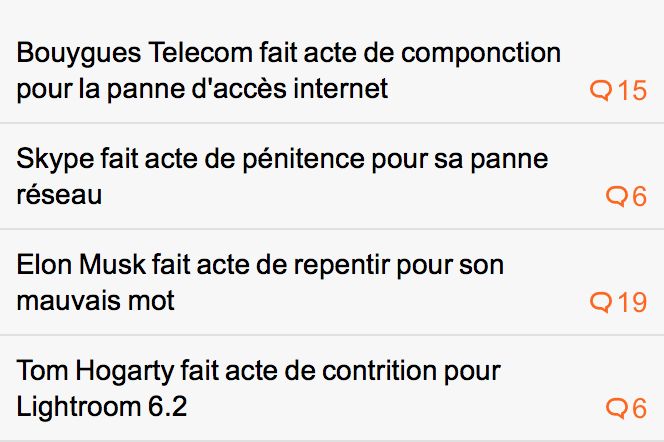 Bouygues Telecom fait acte de componction
pour la panne d'accès internet
15
Skype fait acte de pénitence pour sa panne
réseau
6
Elon Musk fait acte de repentir pour son
mauvais mot
19
Tom Hogarty fait acte de contrition pour
Lightroom 6.2
6